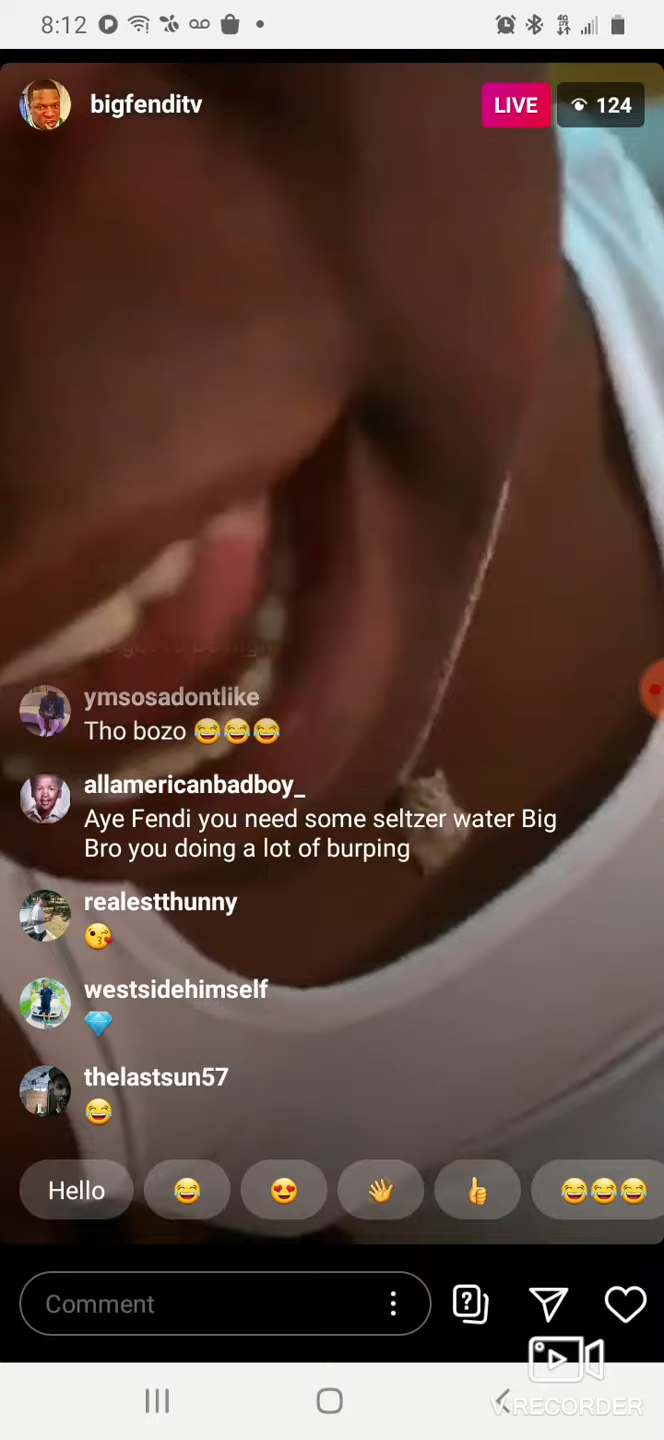 8:12
bigfenditv
LIVE
124
ymsosadontlike
Tho bozo 😂😂😂
allamericanbadboy_
Aye Fendi you need some seltzer water Big
Bro you doing a lot of burping
realestthunny
😘
westsidehimself
💎
thelastsun57
😂
Hello 😂 😍 👋 👍 😂😂😂
Comment
V.RECORDER